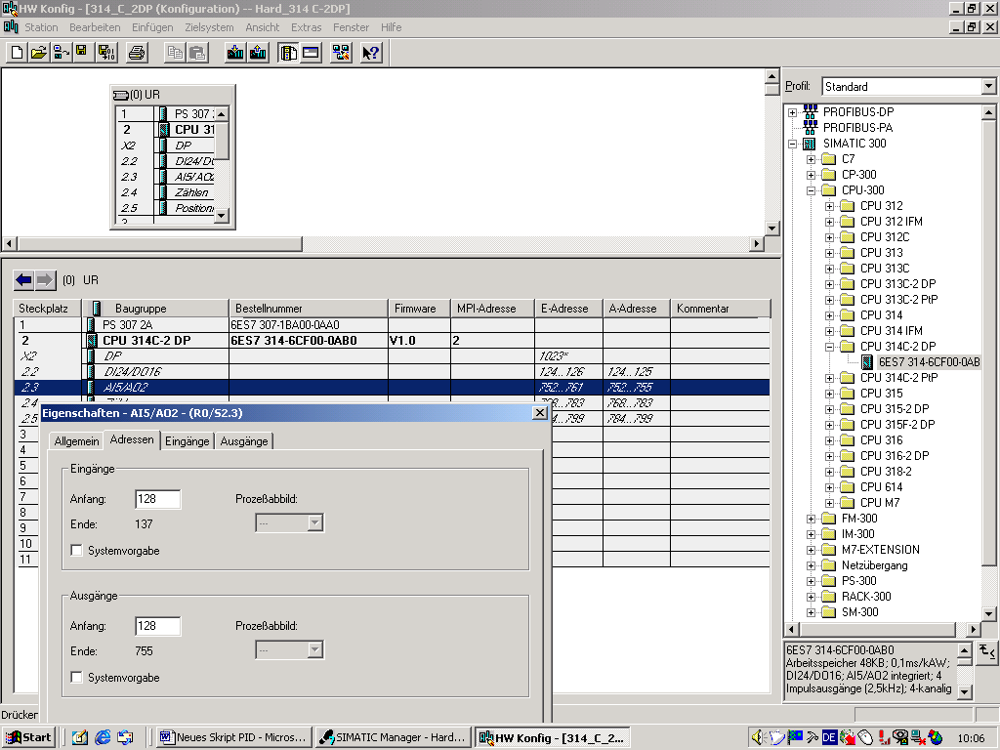 HW Konfig - [314_C_2DP (Konfiguration) -- Hard_314 C-2DP]
Station Bearbeiten Einfügen Zielsystem Ansicht Extras Fenster Hilfe
(0) UR
1 PS 307 2
2 CPU 31
X2 DP
2.2 DI24/DO
2.3 AI5/AO2
2.4 Zählen
2.5 Position
3
(0) UR
Steckplatz Baugruppe Bestellnummer Firmware MPI-Adresse E-Adresse A-Adresse Kommentar
1 PS 307 2A 6ES7 307-1BA00-0AA0
2 CPU 314C-2 DP 6ES7 314-6CF00-0AB0 V1.0 2
X2 DP 1023*
2.2 DI24/DO16 124...126 124...125
2.3 AI5/AO2 752...761 752...755
2.4 768...783 768...783
2.5 784...799 784...799
3
4
5
6
7
8
9
10
11
Eigenschaften - AI5/AO2 - (R0/S2.3)
Allgemein Adressen Eingänge Ausgänge
Eingänge
Anfang: 128 Prozeßabbild:
Ende: 137 ---
Systemvorgabe
Ausgänge
Anfang: 128 Prozeßabbild:
Ende: 755 ---
Systemvorgabe
Profil: Standard
PROFIBUS-DP
PROFIBUS-PA
SIMATIC 300
C7
CP-300
CPU-300
CPU 312
CPU 312 IFM
CPU 312C
CPU 313
CPU 313C
CPU 313C-2 DP
CPU 313C-2 PtP
CPU 314
CPU 314 IFM
CPU 314C-2 DP
6ES7 314-6CF00-0AB
CPU 314C-2 PtP
CPU 315
CPU 315-2 DP
CPU 315F-2 DP
CPU 316
CPU 316-2 DP
CPU 318-2
CPU 614
CPU M7
FM-300
IM-300
M7-EXTENSION
Netzübergang
PS-300
RACK-300
SM-300
6ES7 314-6CF00-0AB0
Arbeitsspeicher 48KB; 0,1ms/kAW;
DI24/DO16; AI5/AO2 integriert; 4
Impulsausgänge (2,5kHz); 4-kanalig
Drücken
Start Neues Skript PID - Micros... SIMATIC Manager - Hard... HW Konfig - [314_C_2... DE 10:06